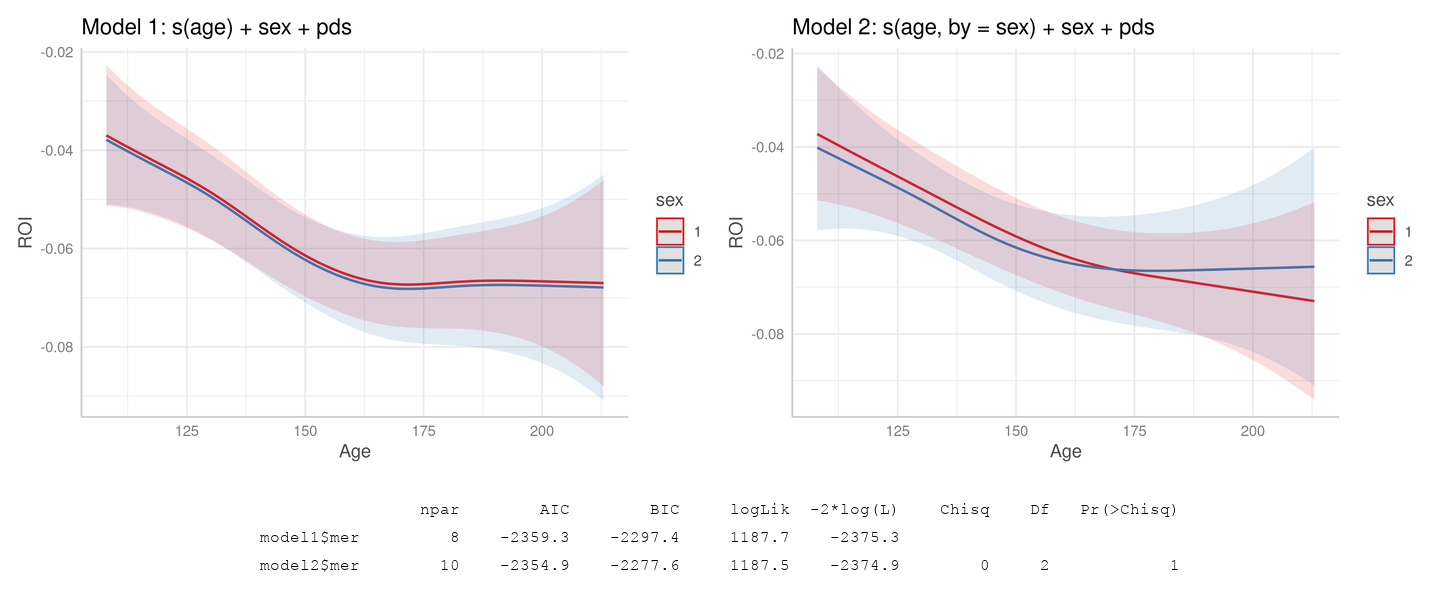 Model 1: s(age) + sex + pds
-0.02
-0.04
-0.06
-0.08
ROI
125 150 175 200
Age
sex
1
2
Model 2: s(age, by = sex) + sex + pds
-0.02
-0.04
-0.06
-0.08
ROI
125 150 175 200
Age
sex
1
2
npar AIC BIC logLik -2*log(L) Chisq Df Pr(>Chisq)
model1$mer 8 -2359.3 -2297.4 1187.7 -2375.3
model2$mer 10 -2354.9 -2277.6 1187.5 -2374.9 0 2 1